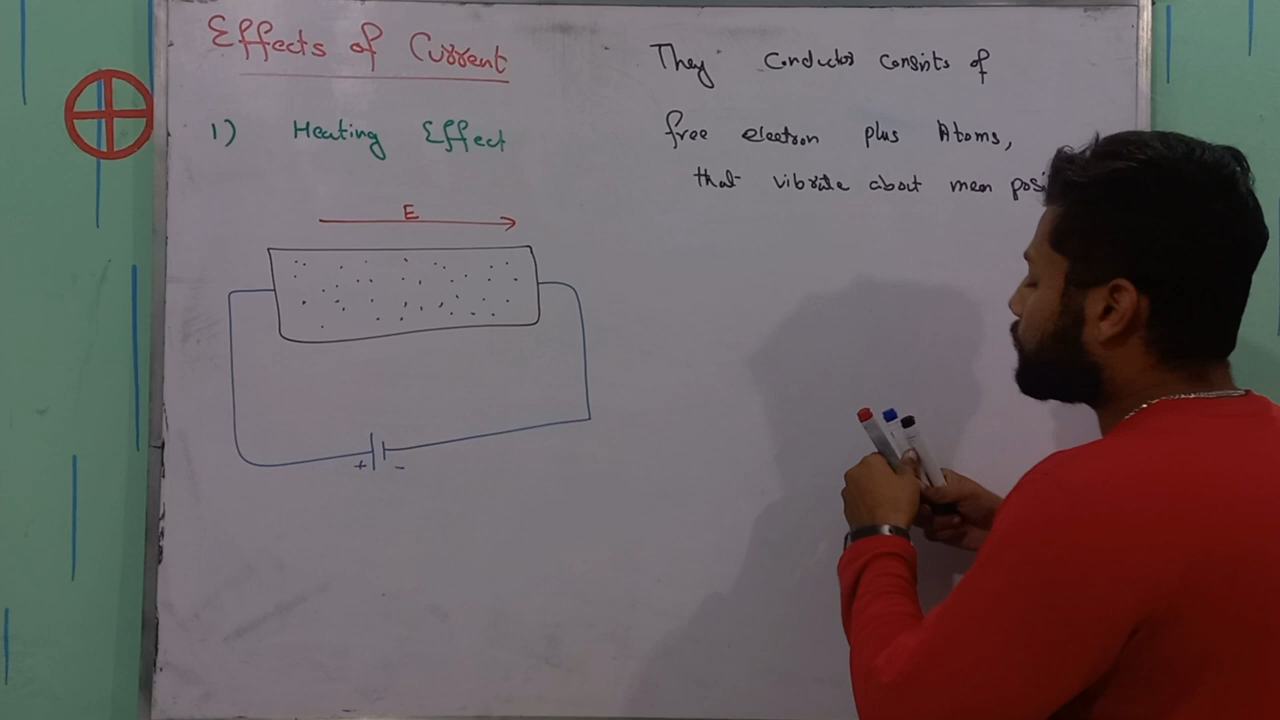 Effects of Current
1) Heating Effect
E
+ -
They conductor consists of
free electron plus Atoms,
that vibrate about mean